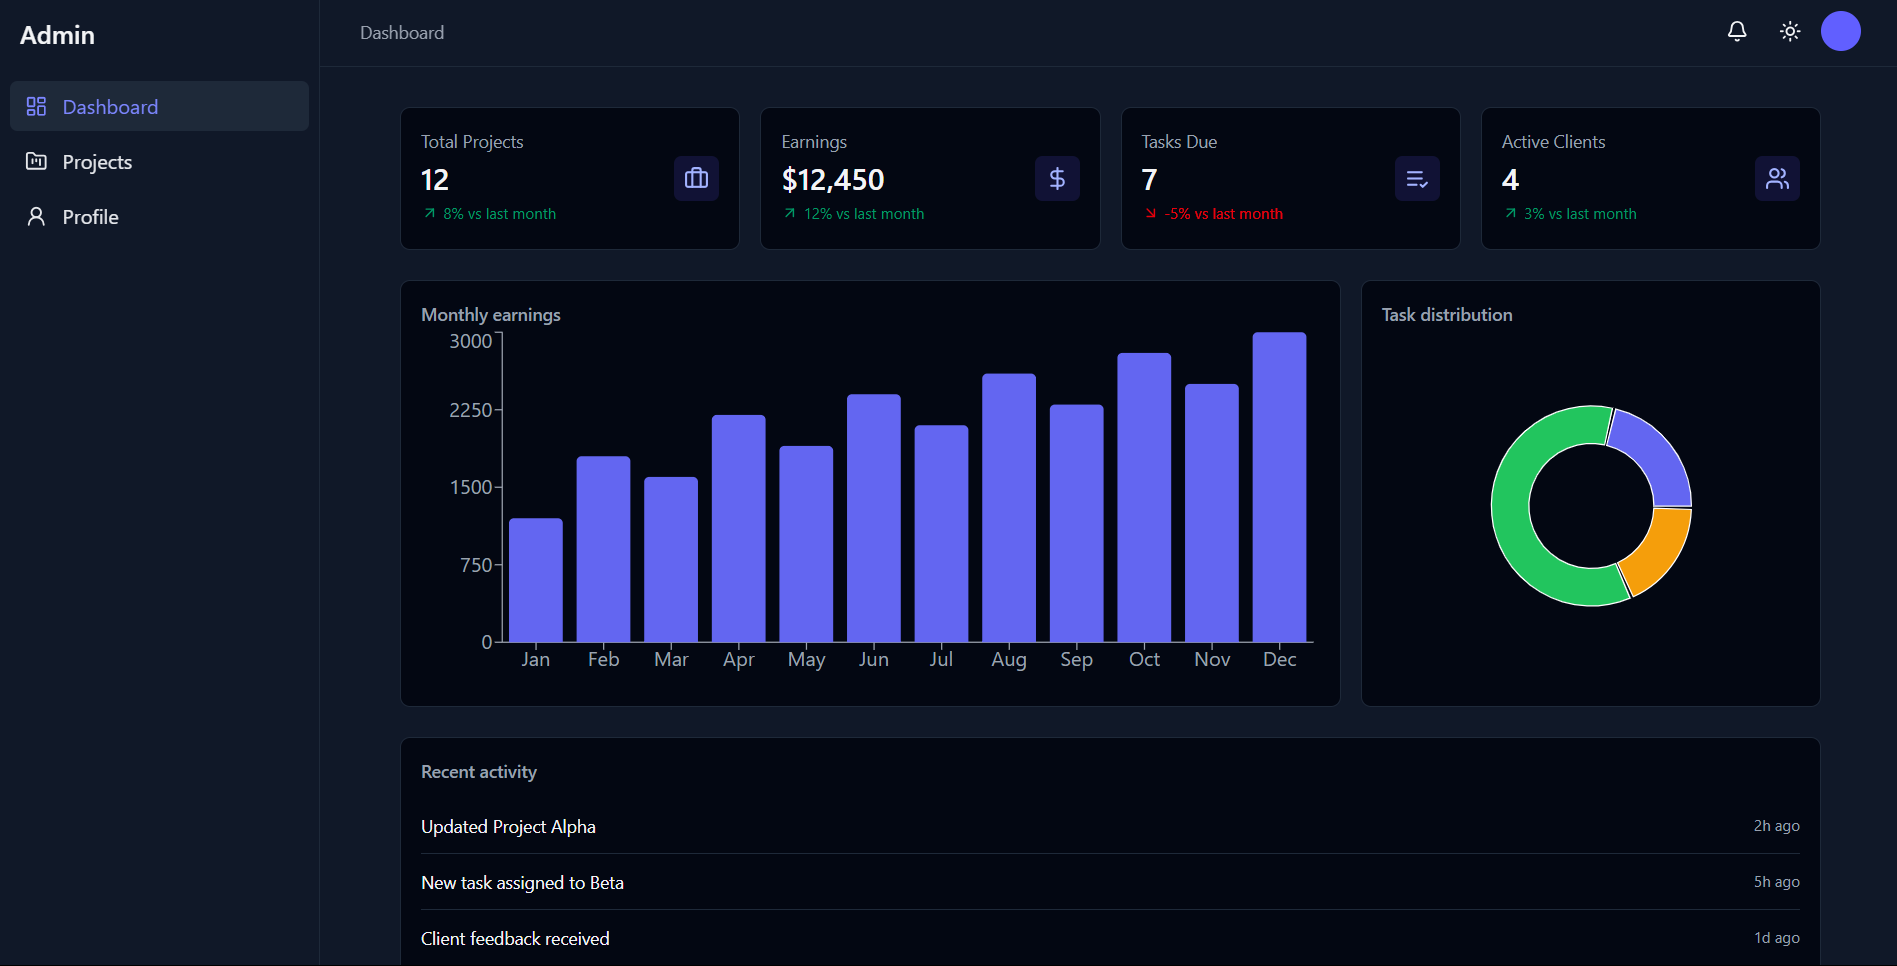 Admin
Dashboard
Projects
Profile
Dashboard
Total Projects
12
8% vs last month
Earnings
$12,450
12% vs last month
Tasks Due
7
-5% vs last month
Active Clients
4
3% vs last month
Monthly earnings
3000
2250
1500
750
0
Jan Feb Mar Apr May Jun Jul Aug Sep Oct Nov Dec
Task distribution
Recent activity
Updated Project Alpha 2h ago
New task assigned to Beta 5h ago
Client feedback received 1d ago